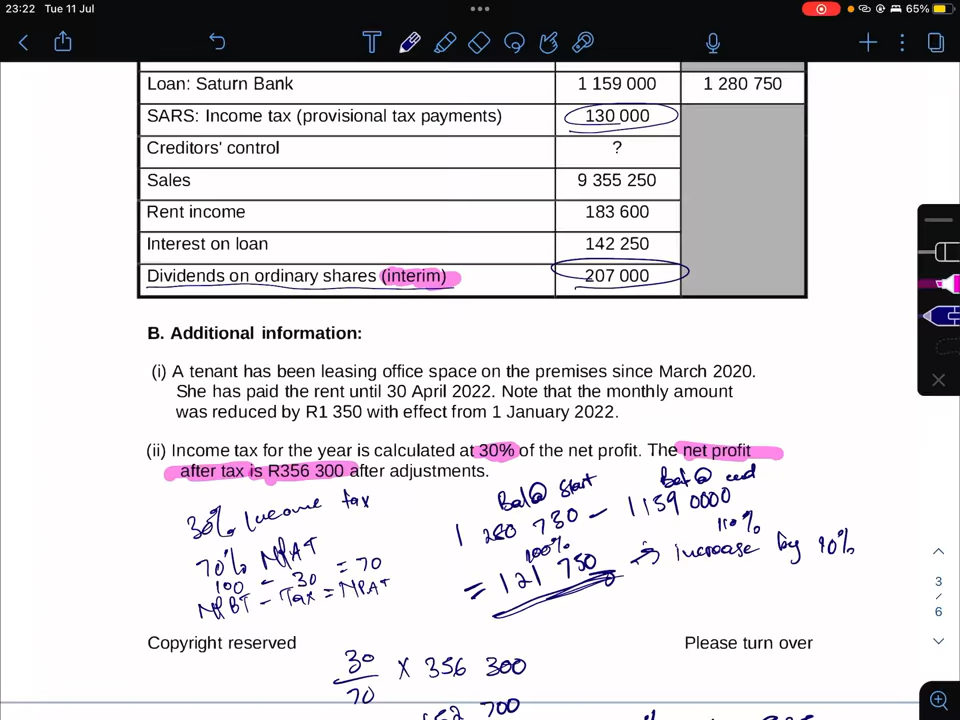 23:22 Tue 11 Jul
65%
Loan: Saturn Bank 1 159 000 1 280 750
SARS: Income tax (provisional tax payments) 130 000
Creditors' control ?
Sales 9 355 250
Rent income 183 600
Interest on loan 142 250
Dividends on ordinary shares (interim) 207 000
B. Additional information:
(i) A tenant has been leasing office space on the premises since March 2020.
She has paid the rent until 30 April 2022. Note that the monthly amount
was reduced by R1 350 with effect from 1 January 2022.
(ii) Income tax for the year is calculated at 30% of the net profit. The net profit
after tax is R356 300 after adjustments.
Bal@ start Bal@ end
30% Income tax
1 280 750 - 1159 0000
100% 110%
70% NPAT
= 121 750 increase by 10%
100 - 30 = 70
NPBT - Tax = NPAT
3
/
6
Copyright reserved Please turn over
30
/70 X 356 300
700